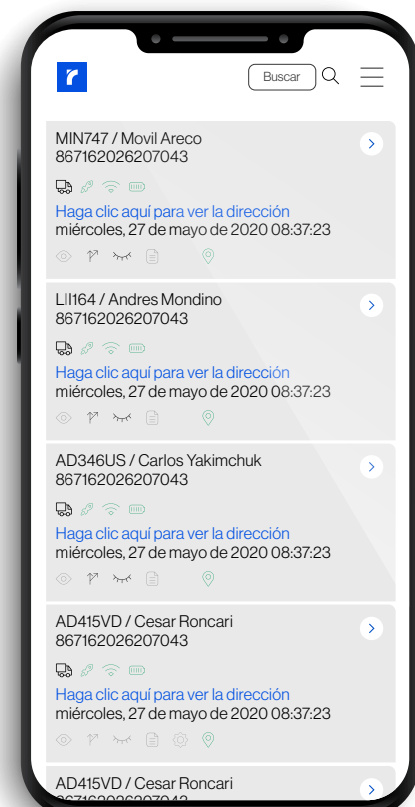 Buscar
MIN747 / Movil Areco
867162026207043
Haga clic aquí para ver la dirección
miércoles, 27 de mayo de 2020 08:37:23
LII164 / Andres Mondino
867162026207043
Haga clic aquí para ver la dirección
miércoles, 27 de mayo de 2020 08:37:23
AD346US / Carlos Yakimchuk
867162026207043
Haga clic aquí para ver la dirección
miércoles, 27 de mayo de 2020 08:37:23
AD415VD / Cesar Roncari
867162026207043
Haga clic aquí para ver la dirección
miércoles, 27 de mayo de 2020 08:37:23
AD415VD / Cesar Roncari